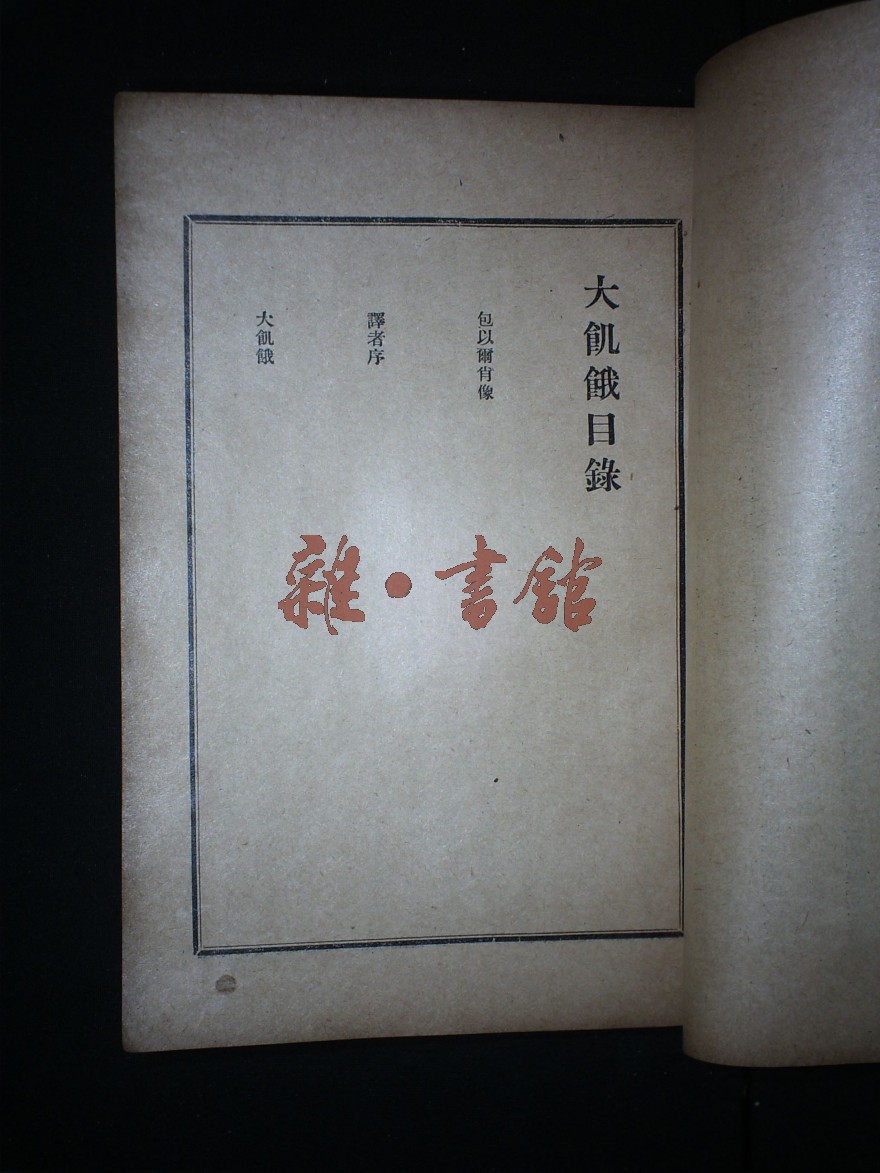 大飢餓目錄
包以爾肖像
譯者序
大飢餓
雜·書館